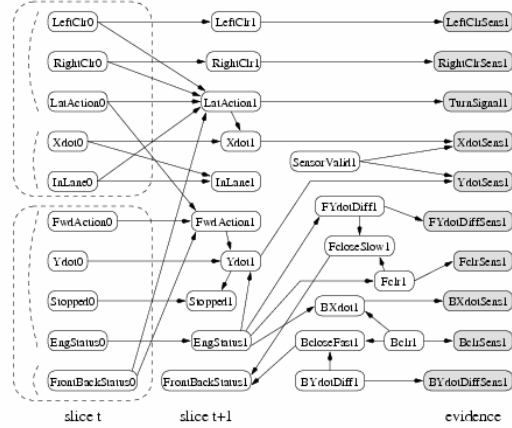 LeftClr0 LeftClr1 LeftClrSens1
RightClr0 RightClr1 RightClrSens1
LatAction0 LatAction1 TurnSignal1
Xdot0 Xdot1 XdotSens1
SensorValid1
InLane0 InLane1 YdotSens1
FYdotDiff1
FwdAction0 FwdAction1 FYdotDiffSens1
FcloseSlow1
Ydot0 Ydot1 FclrSens1
Fclr1
Stopped0 Stopped1 BXdot1 BXdotSens1
EngStatus0 EngStatus1 BcloseFast1 Bclr1 BclrSens1
FrontBackStatus0 FrontBackStatus1 BYdotDiff1 BYdotDiffSens1
slice t slice t+1 evidence